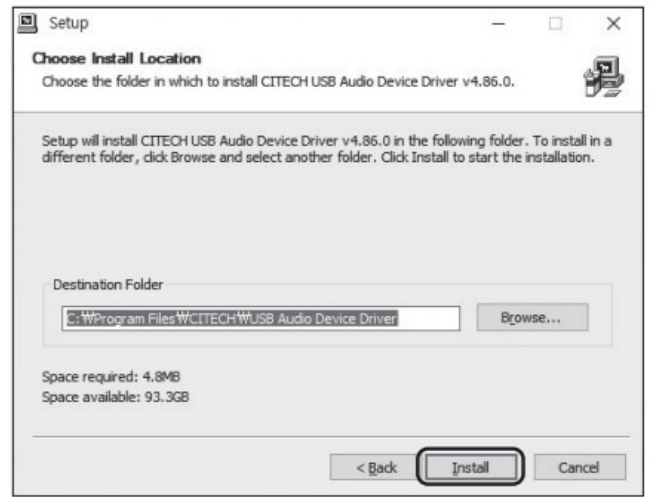 Setup
Choose Install Location
Choose the folder in which to install CITECH USB Audio Device Driver v4.86.0.
Setup will install CITECH USB Audio Device Driver v4.86.0 in the following folder. To install in a
different folder, click Browse and select another folder. Click Install to start the installation.
Destination Folder
C:₩Program Files₩CITECH₩USB Audio Device Driver
Browse...
Space required: 4.8MB
Space available: 93.3GB
< Back
Install
Cancel